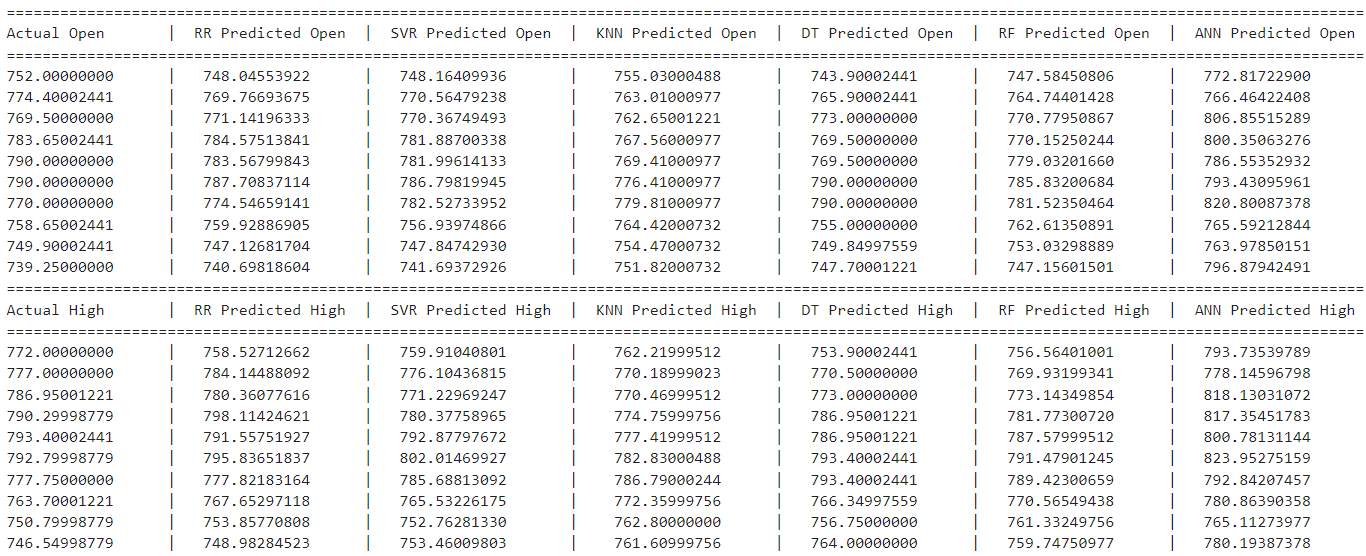 ====================================================================================================================================================
Actual Open | RR Predicted Open | SVR Predicted Open | KNN Predicted Open | DT Predicted Open | RF Predicted Open | ANN Predicted Open
====================================================================================================================================================
752.00000000 | 748.04553922 | 748.16409936 | 755.03000488 | 743.90002441 | 747.58450806 | 772.81722900
774.40002441 | 769.76693675 | 770.56479238 | 763.01000977 | 765.90002441 | 764.74401428 | 766.46422408
769.50000000 | 771.14196333 | 770.36749493 | 762.65001221 | 773.00000000 | 770.77950867 | 806.85515289
783.65002441 | 784.57513841 | 781.88700338 | 767.56000977 | 769.50000000 | 770.15250244 | 800.35063276
790.00000000 | 783.56799843 | 781.99614133 | 769.41000977 | 769.50000000 | 779.03201660 | 786.55352932
790.00000000 | 787.70837114 | 786.79819945 | 776.41000977 | 790.00000000 | 785.83200684 | 793.43095961
770.00000000 | 774.54659141 | 782.52733952 | 779.81000977 | 790.00000000 | 781.52350464 | 820.80087378
758.65002441 | 759.92886905 | 756.93974866 | 764.42000732 | 755.00000000 | 762.61350891 | 765.59212844
749.90002441 | 747.12681704 | 747.84742930 | 754.47000732 | 749.84997559 | 753.03298889 | 763.97850151
739.25000000 | 740.69818604 | 741.69372926 | 751.82000732 | 747.70001221 | 747.15601501 | 796.87942491
====================================================================================================================================================
Actual High | RR Predicted High | SVR Predicted High | KNN Predicted High | DT Predicted High | RF Predicted High | ANN Predicted High
====================================================================================================================================================
772.00000000 | 758.52712662 | 759.91040801 | 762.21999512 | 753.90002441 | 756.56401001 | 793.73539789
777.00000000 | 784.14488092 | 776.10436815 | 770.18999023 | 770.50000000 | 769.93199341 | 778.14596798
786.95001221 | 780.36077616 | 771.22969247 | 770.46999512 | 773.00000000 | 773.14349854 | 818.13031072
790.29998779 | 798.11424621 | 780.37758965 | 774.75999756 | 786.95001221 | 781.77300720 | 817.35451783
793.40002441 | 791.55751927 | 792.87797672 | 777.41999512 | 786.95001221 | 787.57999512 | 800.78131144
792.79998779 | 795.83651837 | 802.01469927 | 782.83000488 | 793.40002441 | 791.47901245 | 823.95275159
777.75000000 | 777.82183164 | 785.68813092 | 786.79000244 | 793.40002441 | 789.42300659 | 792.84207457
763.70001221 | 767.65297118 | 765.53226175 | 772.35999756 | 766.34997559 | 770.56549438 | 780.86390358
750.79998779 | 753.85770808 | 752.76281330 | 762.80000000 | 756.75000000 | 761.33249756 | 765.11273977
746.54998779 | 748.98284523 | 753.46009803 | 761.60999756 | 764.00000000 | 759.74750977 | 780.19387378